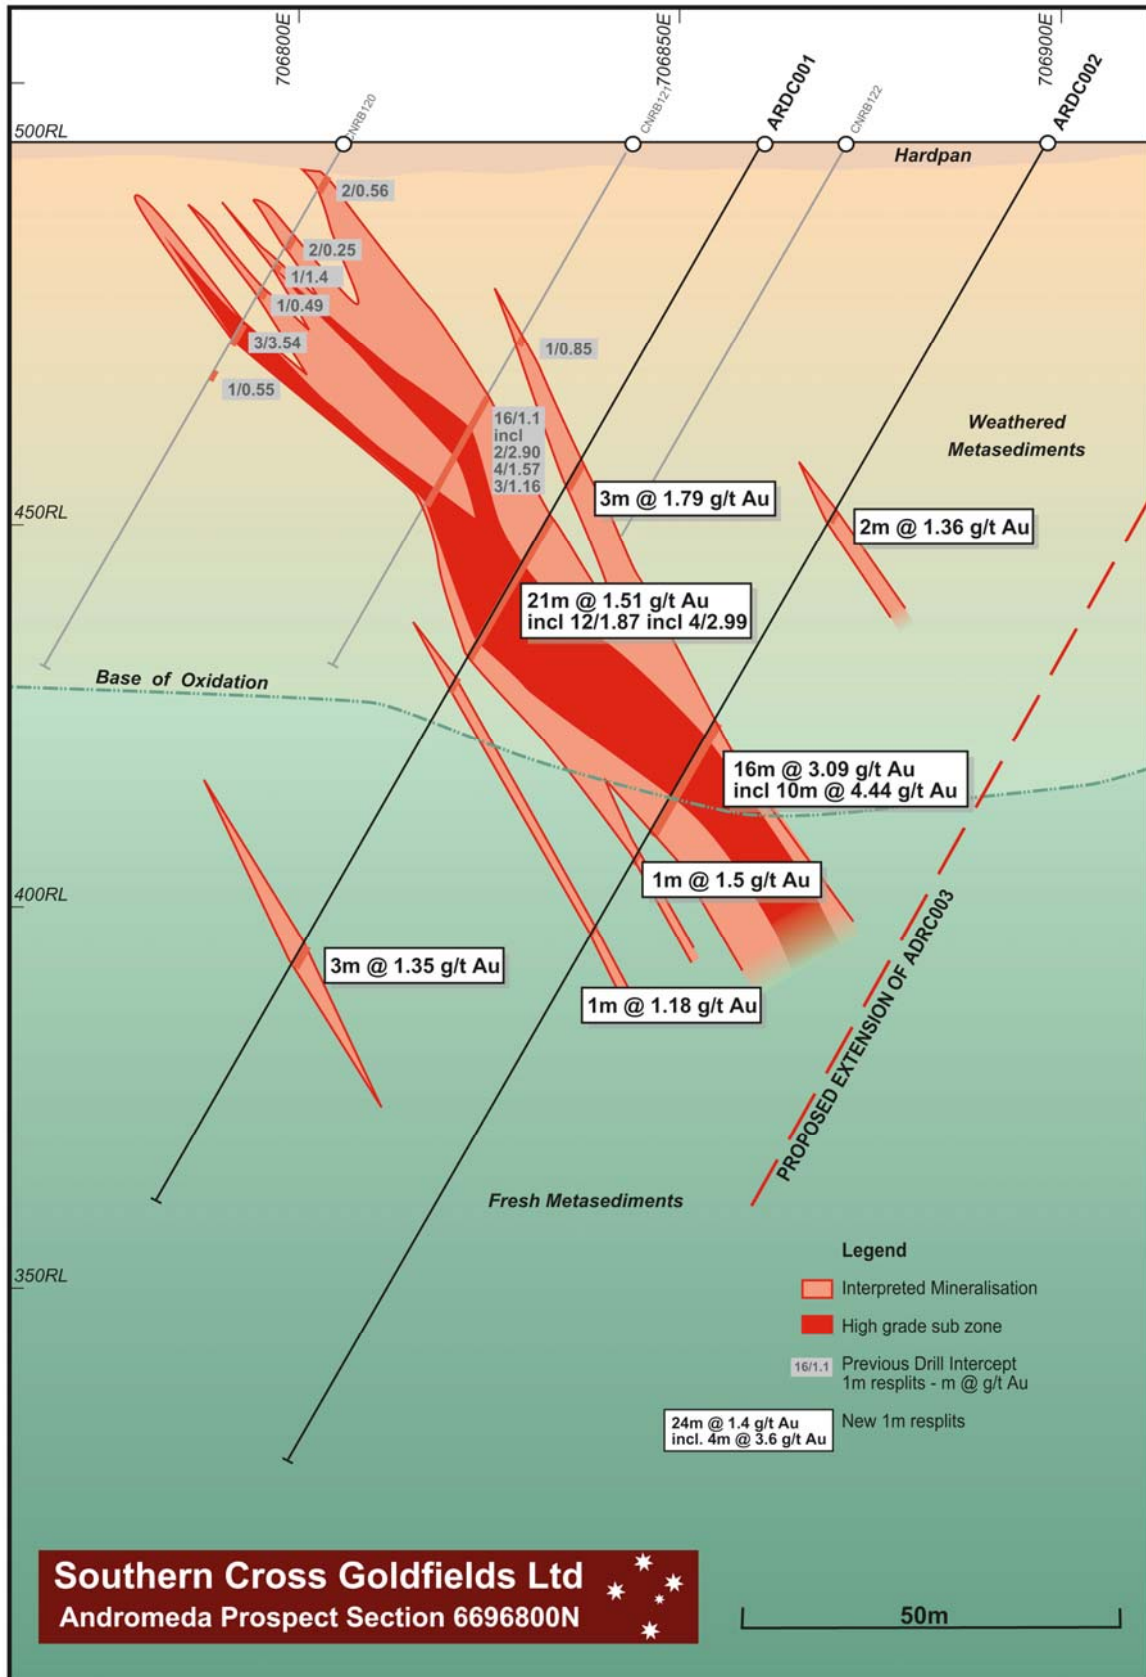 706800E
706850E
706900E
CNRB120
CNRB121
ARDC001
CNRB122
ARDC002
500RL
Hardpan
2/0.56
2/0.25
1/1.4
1/0.49
3/3.54
1/0.55
1/0.85
16/1.1
incl
2/2.90
4/1.57
3/1.16
Weathered
Metasediments
3m @ 1.79 g/t Au
2m @ 1.36 g/t Au
450RL
21m @ 1.51 g/t Au
incl 12/1.87 incl 4/2.99
Base of Oxidation
16m @ 3.09 g/t Au
incl 10m @ 4.44 g/t Au
1m @ 1.5 g/t Au
400RL
3m @ 1.35 g/t Au
1m @ 1.18 g/t Au
PROPOSED EXTENSION OF ADRC003
Fresh Metasediments
350RL
Legend
Interpreted Mineralisation
High grade sub zone
16/1.1 Previous Drill Intercept
1m resplits - m @ g/t Au
24m @ 1.4 g/t Au
incl. 4m @ 3.6 g/t Au
New 1m resplits
Southern Cross Goldfields Ltd
Andromeda Prospect Section 6696800N
50m